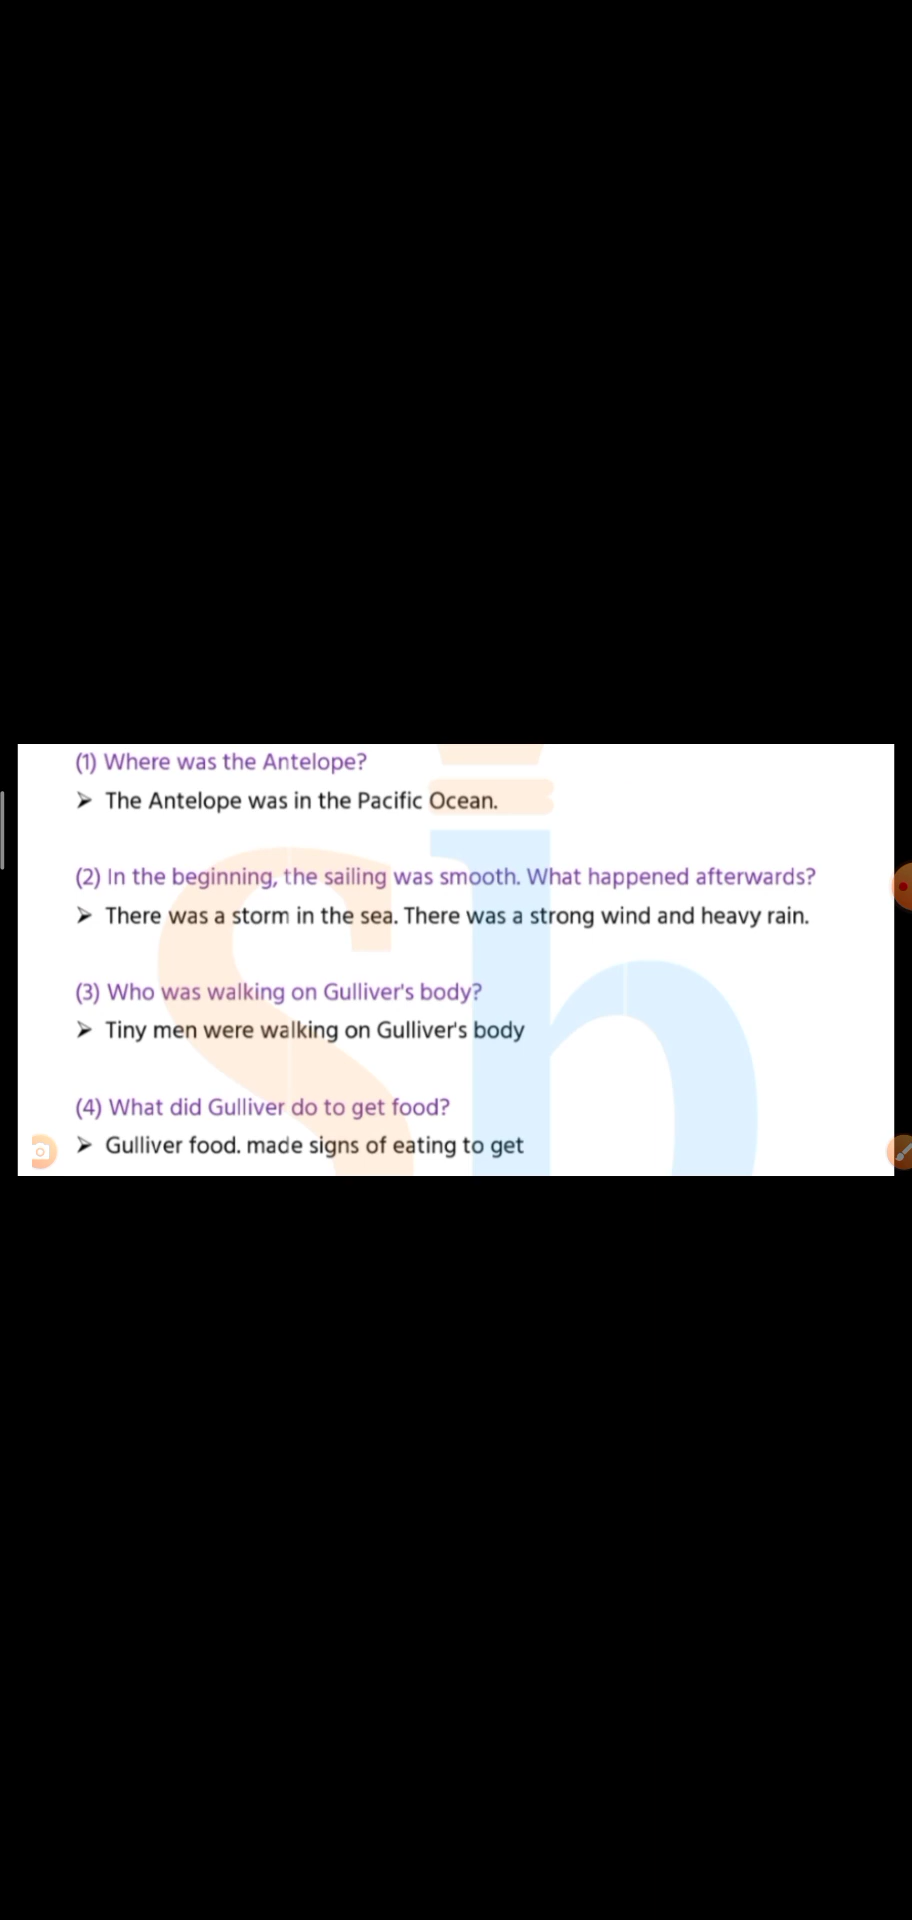 (1) Where was the Antelope?
➤ The Antelope was in the Pacific Ocean.
(2) In the beginning, the sailing was smooth. What happened afterwards?
➤ There was a storm in the sea. There was a strong wind and heavy rain.
(3) Who was walking on Gulliver's body?
➤ Tiny men were walking on Gulliver's body
(4) What did Gulliver do to get food?
➤ Gulliver food. made signs of eating to get